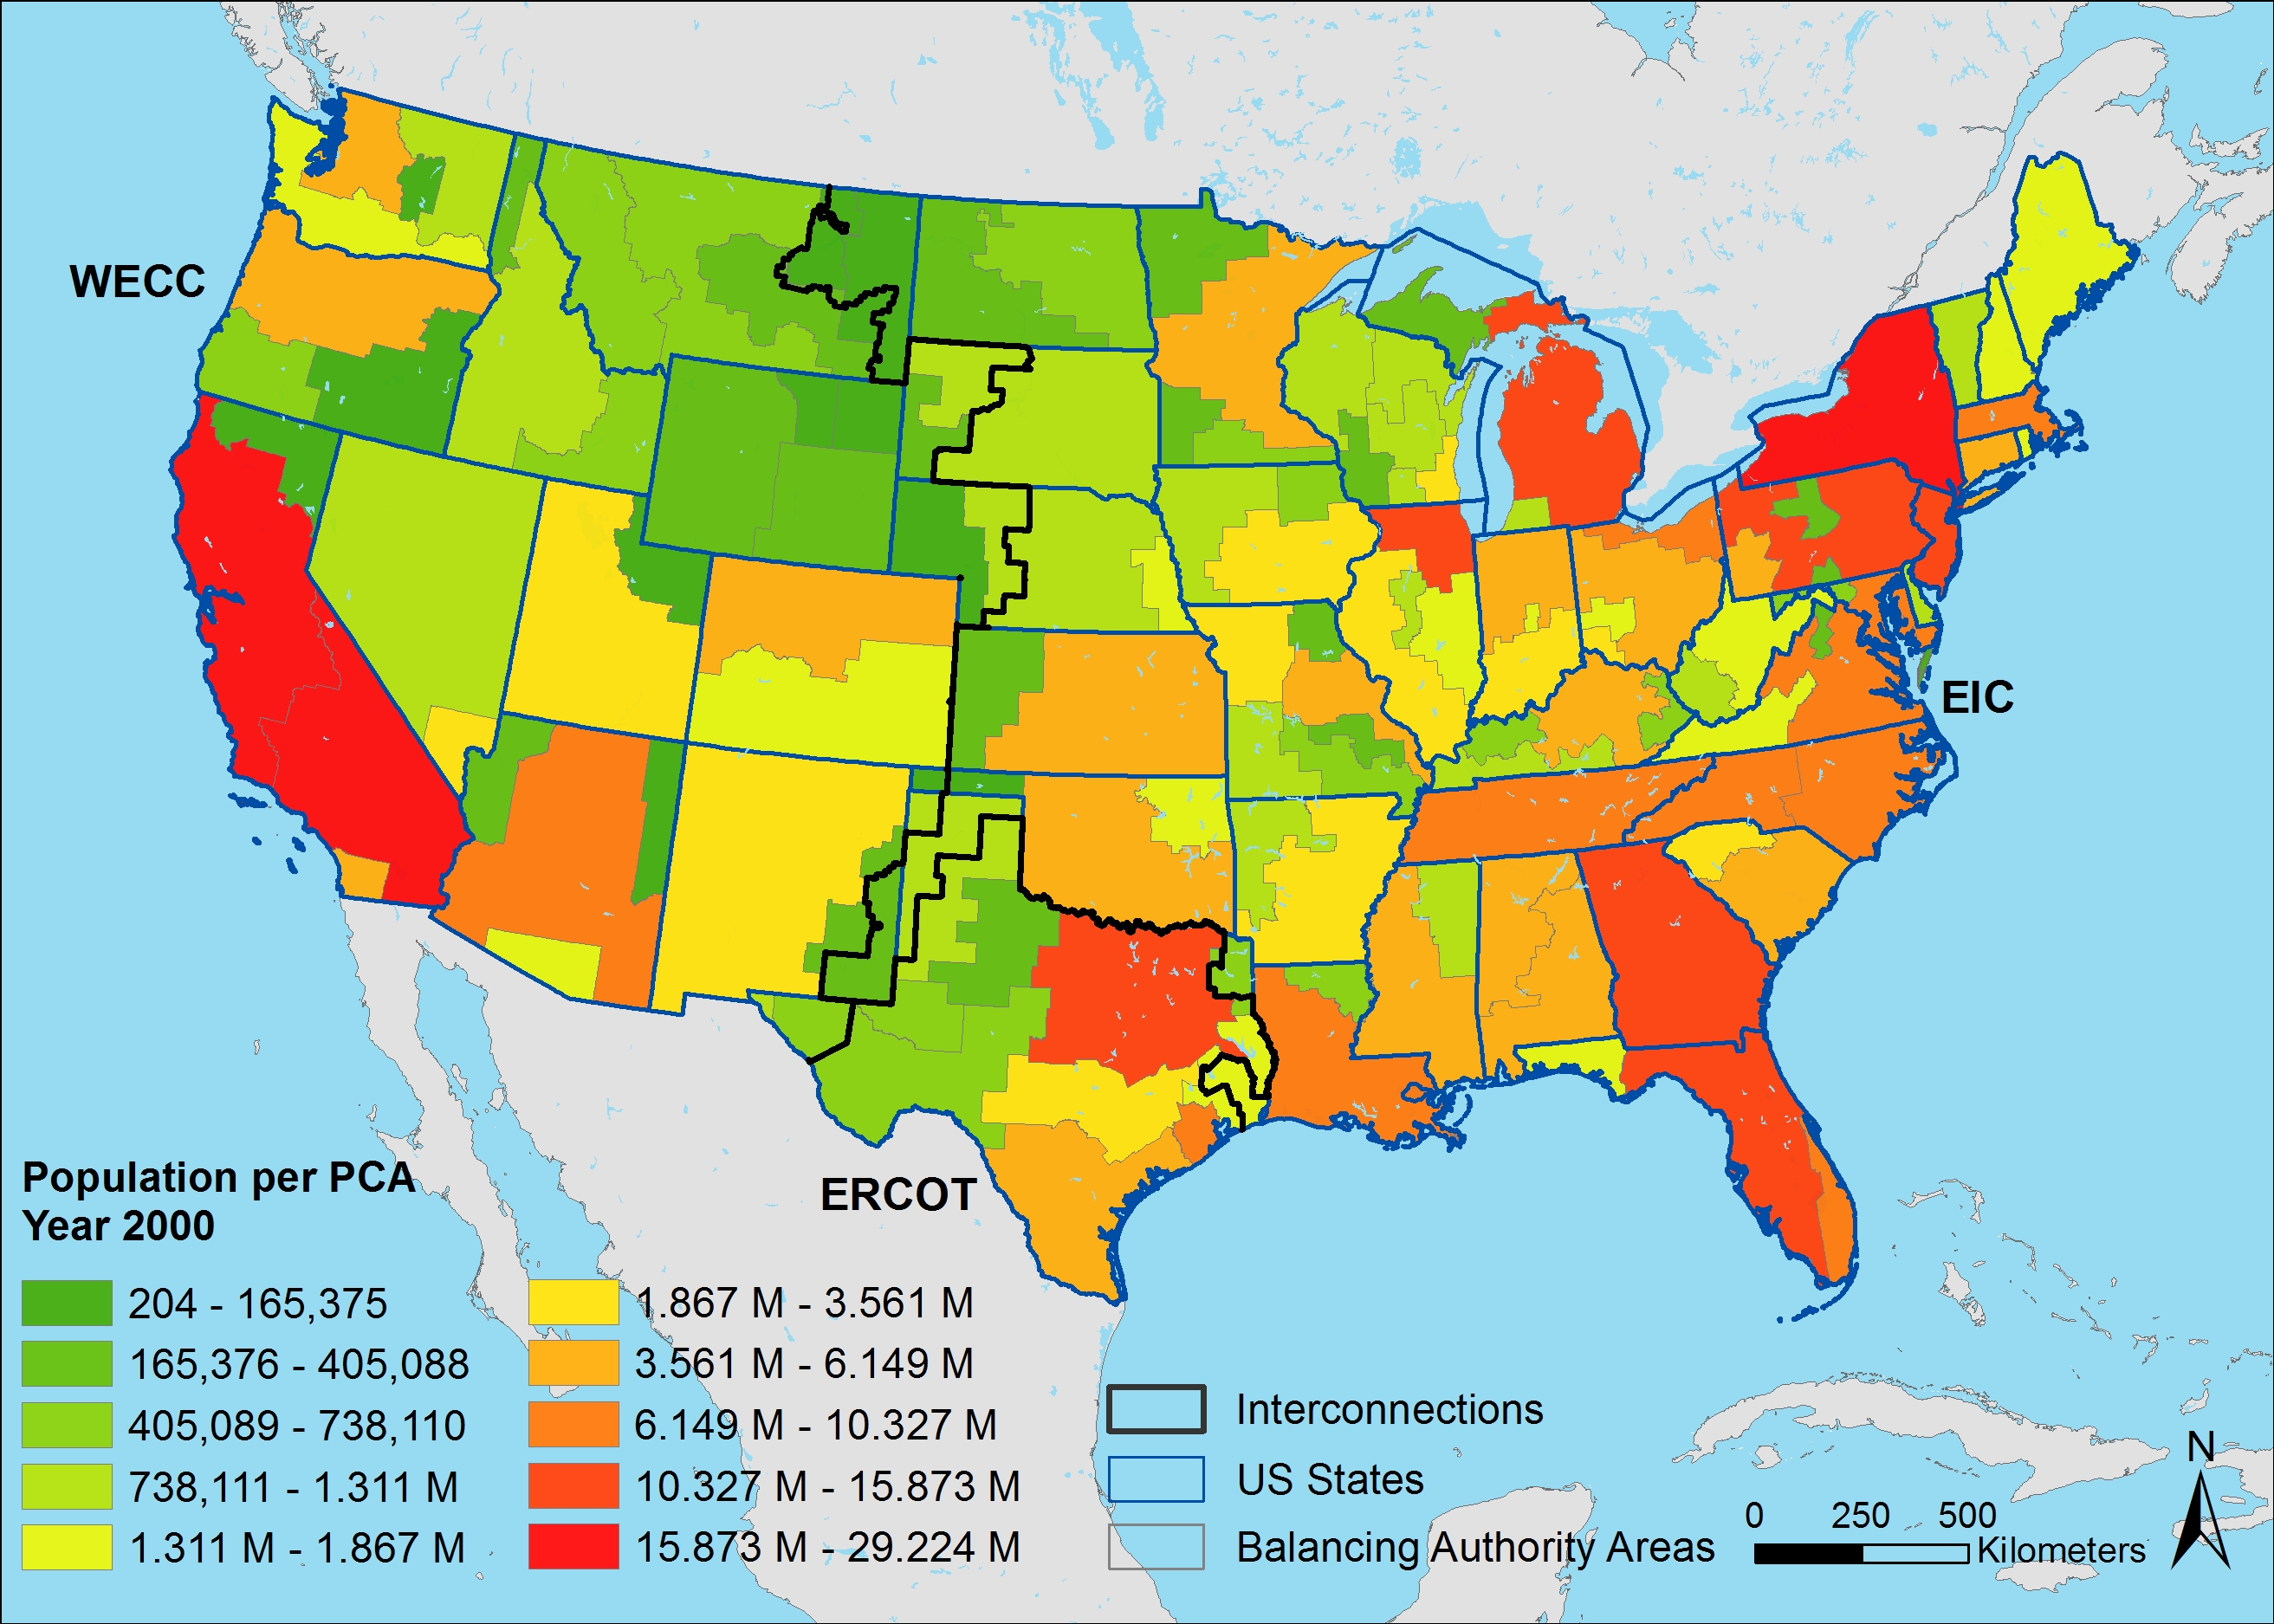 WECC
EIC
ERCOT
Population per PCA
Year 2000
204 - 165,375
165,376 - 405,088
405,089 - 738,110
738,111 - 1.311 M
1.311 M - 1.867 M
1.867 M - 3.561 M
3.561 M - 6.149 M
6.149 M - 10.327 M
10.327 M - 15.873 M
15.873 M - 29.224 M
Interconnections
US States
Balancing Authority Areas
N
0 250 500
Kilometers